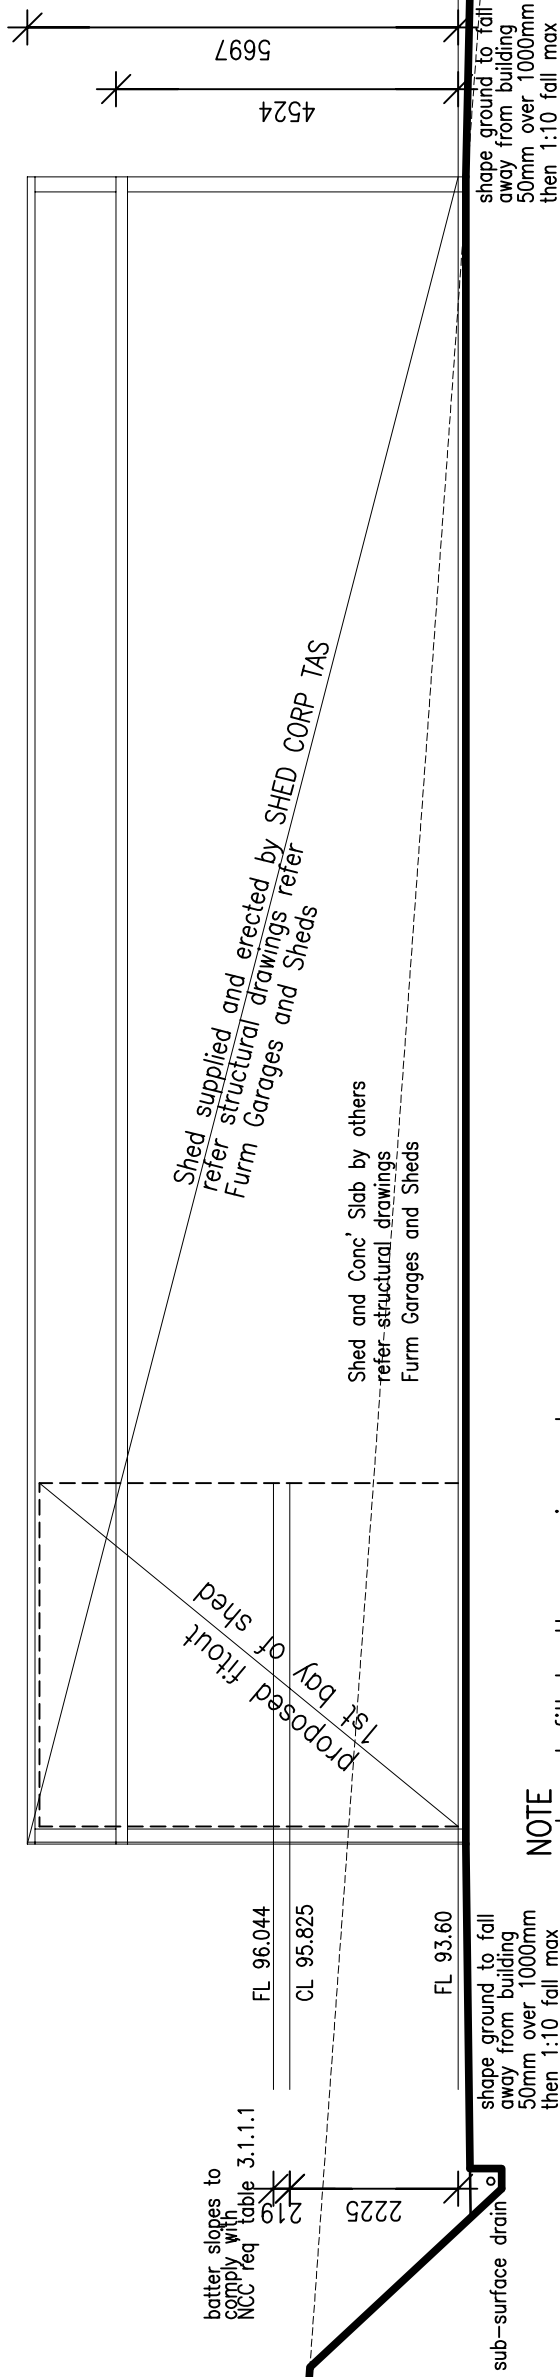 5697
4524
shape ground to fall
away from building
50mm over 1000mm
then 1:10 fall max
Shed supplied and erected by SHED CORP TAS
refer structural drawings refer
Furm Garages and Sheds
Shed and Conc' Slab by others
refer structural drawings
Furm Garages and Sheds
proposed fitout
1st bay of shed
FL 96.044
CL 95.825
FL 93.60
batter slopes to
comply with
NCC req' table 3.1.1.1
219
2225
NOTE
shape ground to fall
away from building
50mm over 1000mm
then 1:10 fall max
sub-surface drain